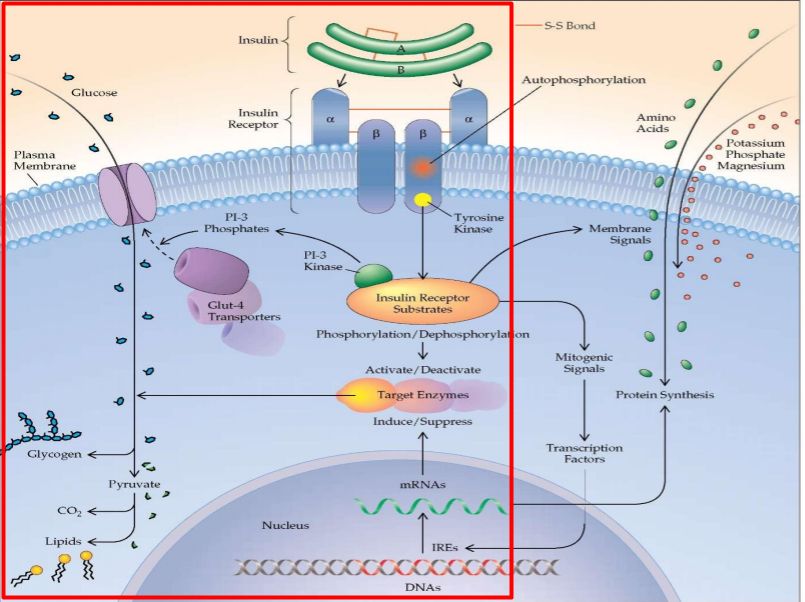 Insulin
A
B
S-S Bond
Autophosphorylation
Glucose
Insulin
Receptor
α
β
β
α
Amino
Acids
Potassium
Phosphate
Magnesium
Plasma
Membrane
PI-3
Phosphates
Tyrosine
Kinase
Membrane
Signals
PI-3
Kinase
Glut-4
Transporters
Insulin Receptor
Substrates
Phosphorylation/Dephosphorylation
Mitogenic
Signals
Activate/Deactivate
Target Enzymes
Protein Synthesis
Induce/Suppress
Glycogen
Transcription
Factors
Pyruvate
mRNAs
CO2
Nucleus
Lipids
IREs
DNAs